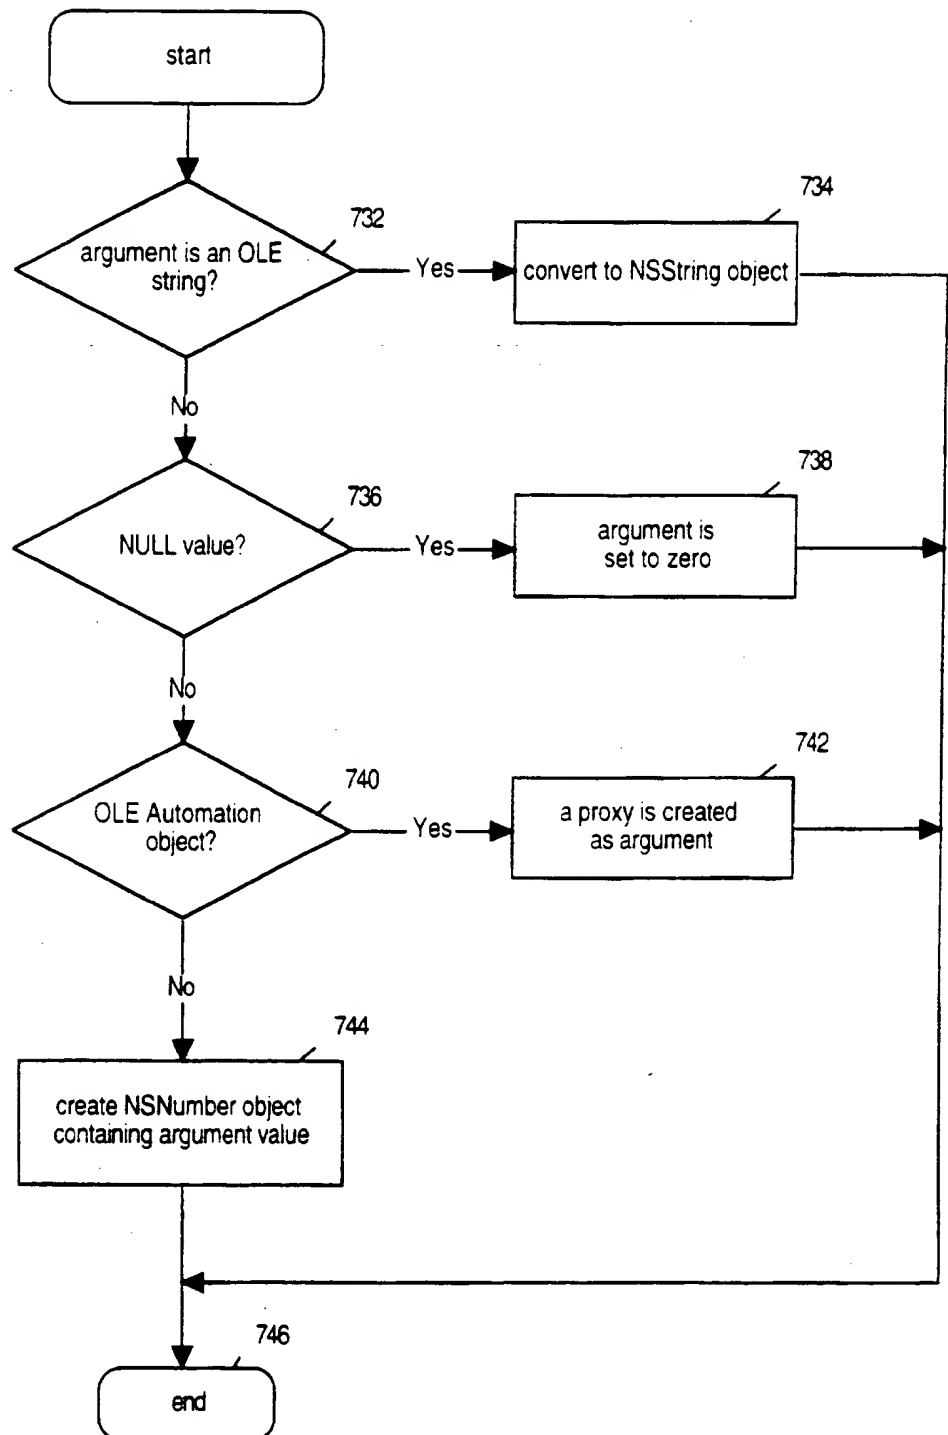 start
732
argument is an OLE
string?
Yes
734
convert to NSString object
No
736
NULL value?
Yes
738
argument is
set to zero
No
740
OLE Automation
object?
Yes
742
a proxy is created
as argument
No
744
create NSNumber object
containing argument value
746
end